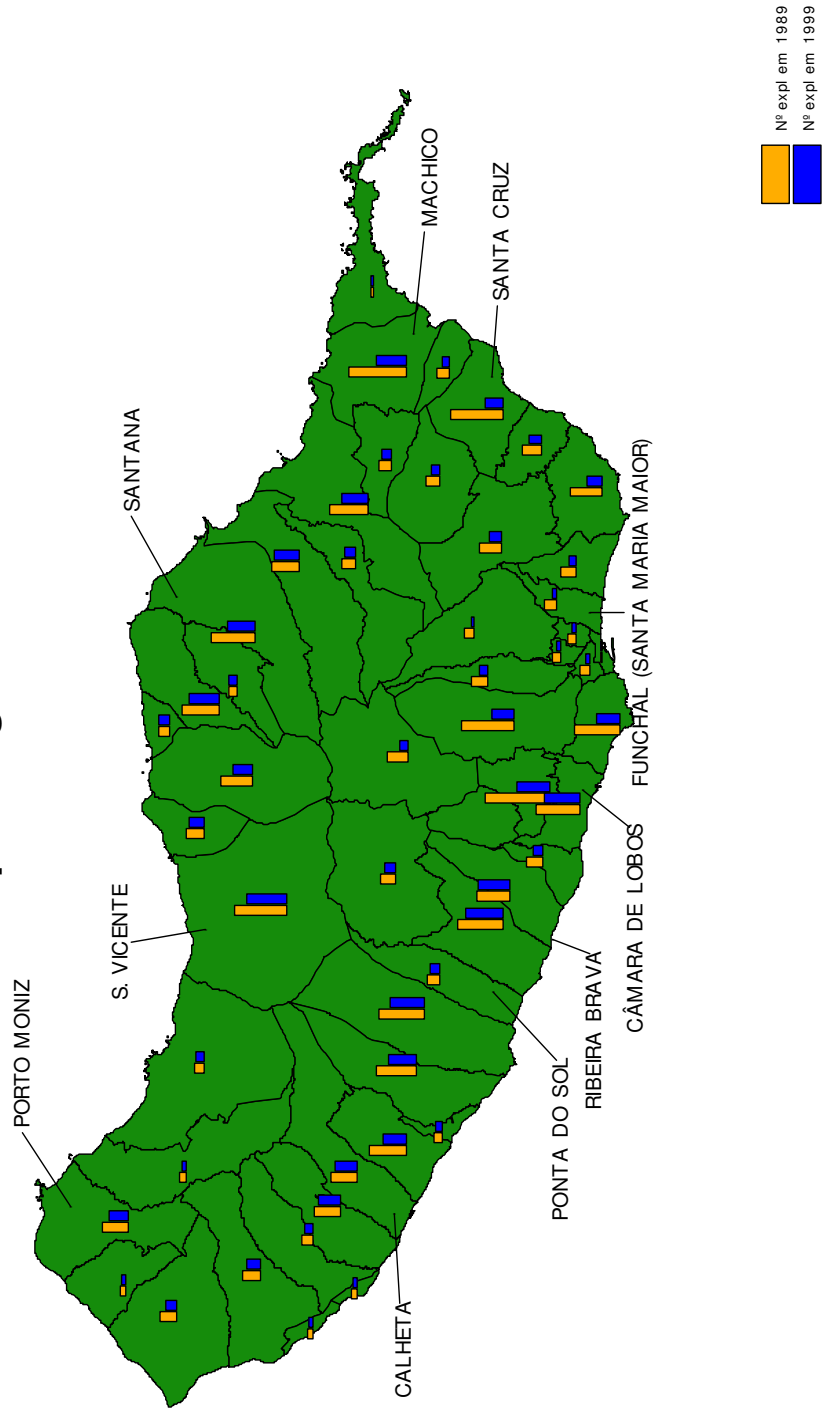 PORTO MONIZ
S. VICENTE
SANTANA
MACHICO
SANTA CRUZ
FUNCHAL (SANTA MARIA MAIOR)
CÂMARA DE LOBOS
RIBEIRA BRAVA
PONTA DO SOL
CALHETA
Nº expl em 1989
Nº expl em 1999